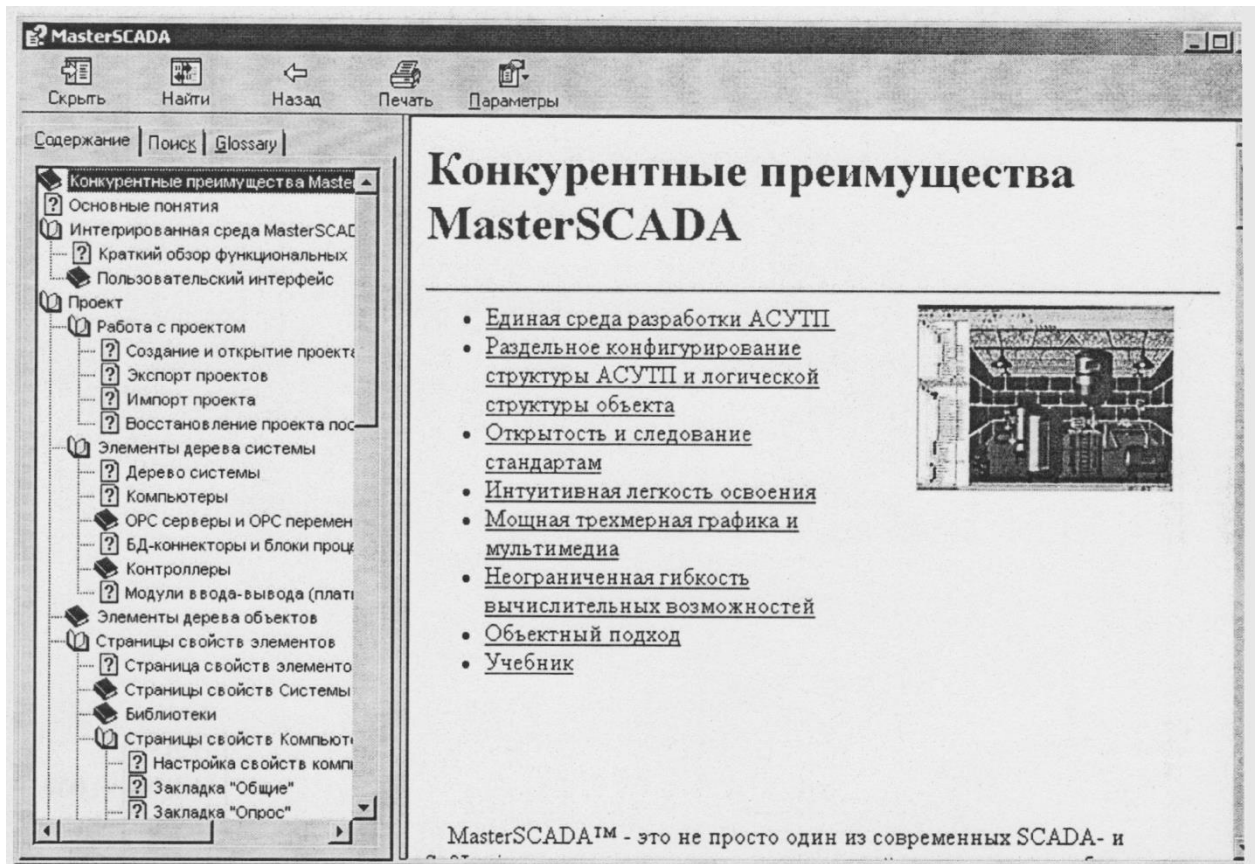 MasterSCADA
Скрыть Найти Назад Печать Параметры
Содержание Поиск Glossary
Конкурентные преимущества Master
Основные понятия
Интегрированная среда MasterSCAD
Краткий обзор функциональных
Пользовательский интерфейс
Проект
Работа с проектом
Создание и открытие проекта
Экспорт проектов
Импорт проекта
Восстановление проекта пос
Элементы дерева системы
Дерево системы
Компьютеры
OPC серверы и OPC перемен
БД-коннекторы и блоки проце
Контроллеры
Модули ввода-вывода (плат
Элементы дерева объектов
Страницы свойств элементов
Страница свойств элементо
Страницы свойств Системы
Библиотеки
Страницы свойств Компьют
Настройка свойств комп
Закладка "Общие"
Закладка "Опрос"
Конкурентные преимущества
MasterSCADA
• Единая среда разработки АСУТП
• Раздельное конфигурирование
структуры АСУТП и логической
структуры объекта
• Открытость и следование
стандартам
• Интуитивная легкость освоения
• Мощная трехмерная графика и
мультимедиа
• Неограниченная гибкость
вычислительных возможностей
• Объектный подход
• Учебник
MasterSCADA™ - это не просто один из современных SCADA- и